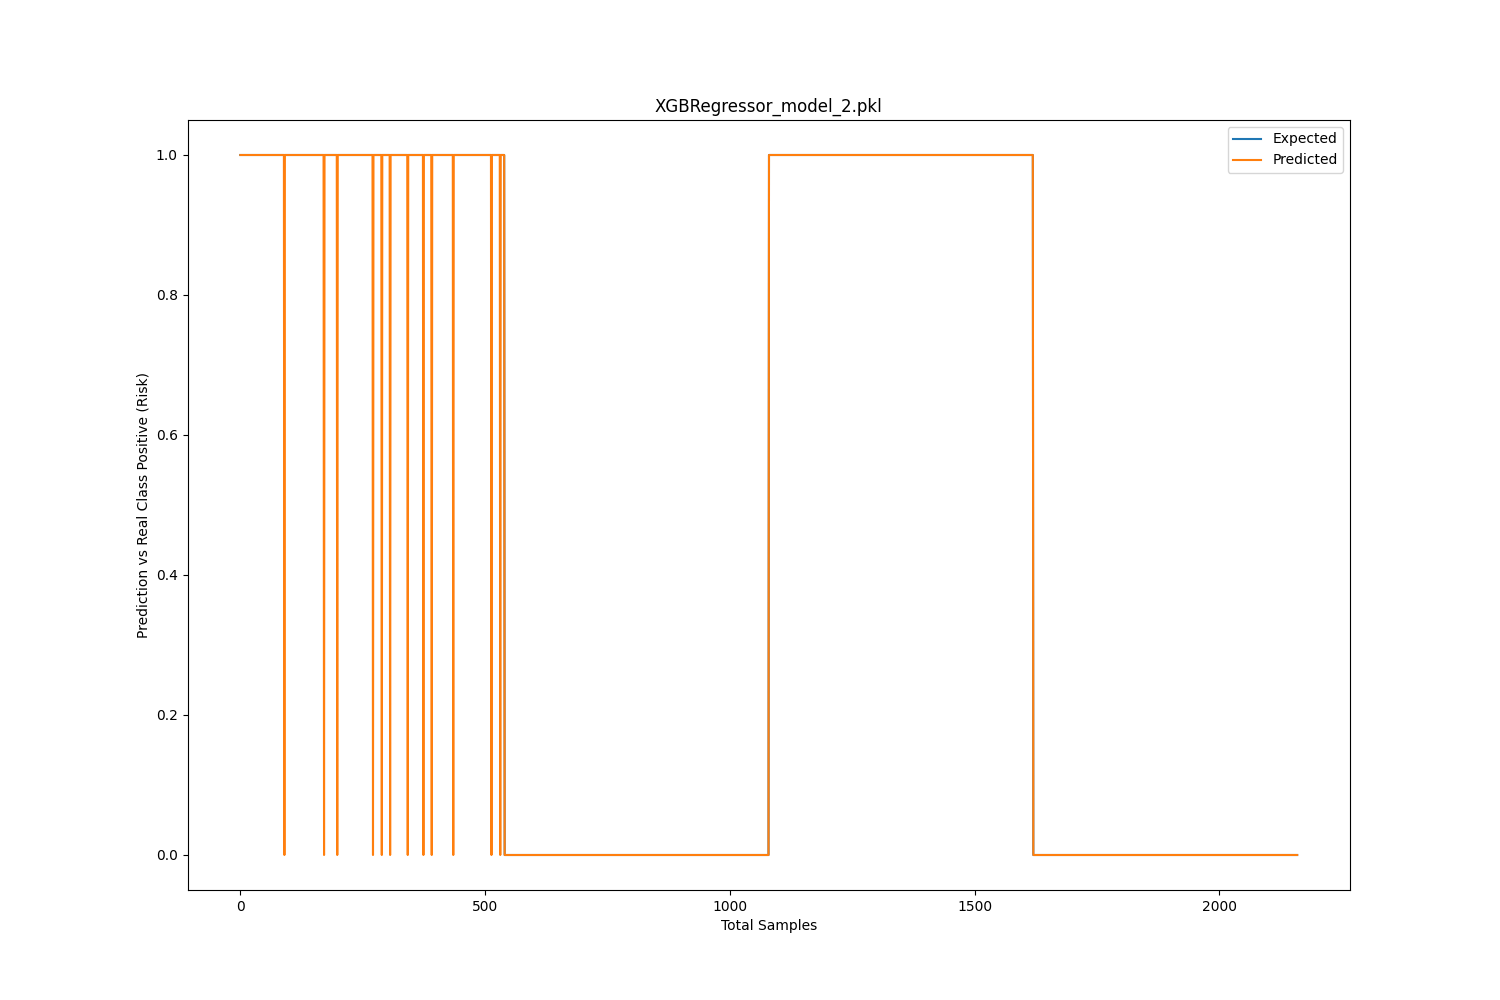 XGBRegressor_model_2.pkl
Expected
Predicted
1.0
0.8
0.6
0.4
0.2
0.0
Prediction vs Real Class Positive (Risk)
0 500 1000 1500 2000
Total Samples